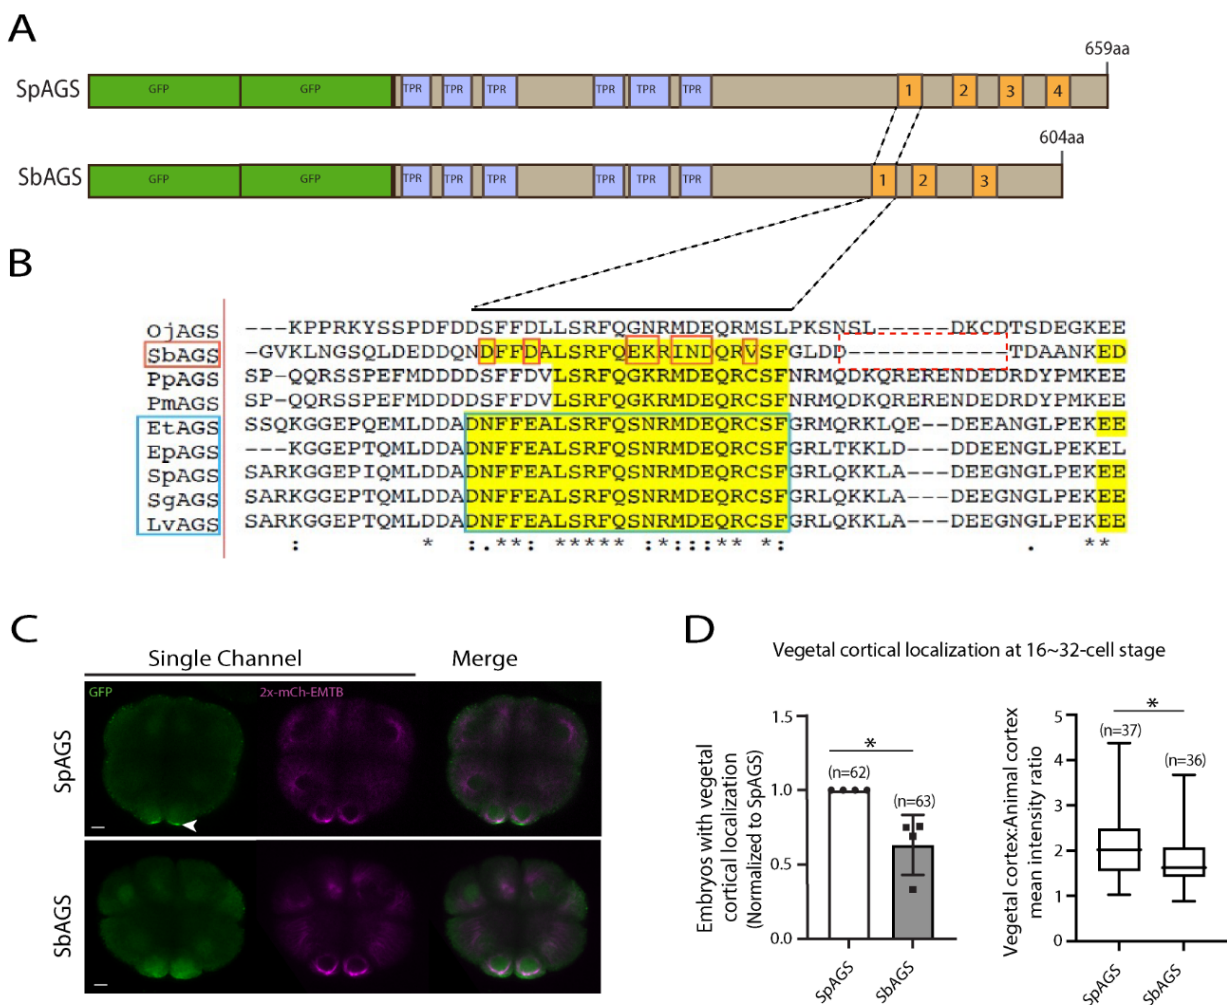 A
659aa
SpAGS GFP GFP TPR TPR TPR TPR TPR TPR 1 2 3 4
604aa
SbAGS GFP GFP TPR TPR TPR TPR TPR TPR 1 2 3
B
OjAGS ---KPPRKYSSPDFDDSFFDLLSRFQGNRMDEQRMSLPKSNSL-----DKCDTSDEGKEE
SbAGS -GVKLNGSQLDEDDQNDFFDALSRFQEKRINDQRVSFGLDD----------TDAANKED
PpAGS SP-QQRSSPEFMDDDDSFFDVLSRFQGKRMDEQRCSFNRMQDKQRERENDEDRDYPMKEE
PmAGS SP-QQRSSPEFMDDDDSFFDVLSRFQGKRMDEQRCSFNRMQDKQRERENDEDRDYPMKEE
EtAGS SSQKGGEPQEMLDDADNFFEALSRFQSNRMDEQRCSFGRMQRKLQE--DEEANGLPEKEE
EpAGS ---KGGEPTQMLDDADNFFEALSRFQSNRMDEQRCSFGRLTKKLD---DEENGLPEKEL
SpAGS SARKGGEPIQMLDDADNFFEALSRFQSNRMDEQRCSFGRLQKKLA---DEEGNGLPEKEE
SgAGS SARKGGEPTQMLDDADNFFEALSRFQSNRMDEQRCSFGRLQKKLA---DEEGNGLPEKEE
LvAGS SARKGGEPTQMLDDADNFFEALSRFQSNRMDEQRCSFGRLQKKLA---DEEGNGLPEKEE
: * :.**: **** :*:::** *: . **
C
Single Channel Merge
GFP 2x-mCh-EMTB
SpAGS
SbAGS
D
Vegetal cortical localization at 16~32-cell stage
Embryos with vegetal
cortical localization
(Normalized to SpAGS)
1.5
1.0
0.5
0.0
*
(n=62)
(n=63)
SpAGS
SbAGS
Vegetal cortex:Animal cortex
mean intensity ratio
5
4
3
2
1
0
*
(n=37)
(n=36)
SpAGS
SbAGS